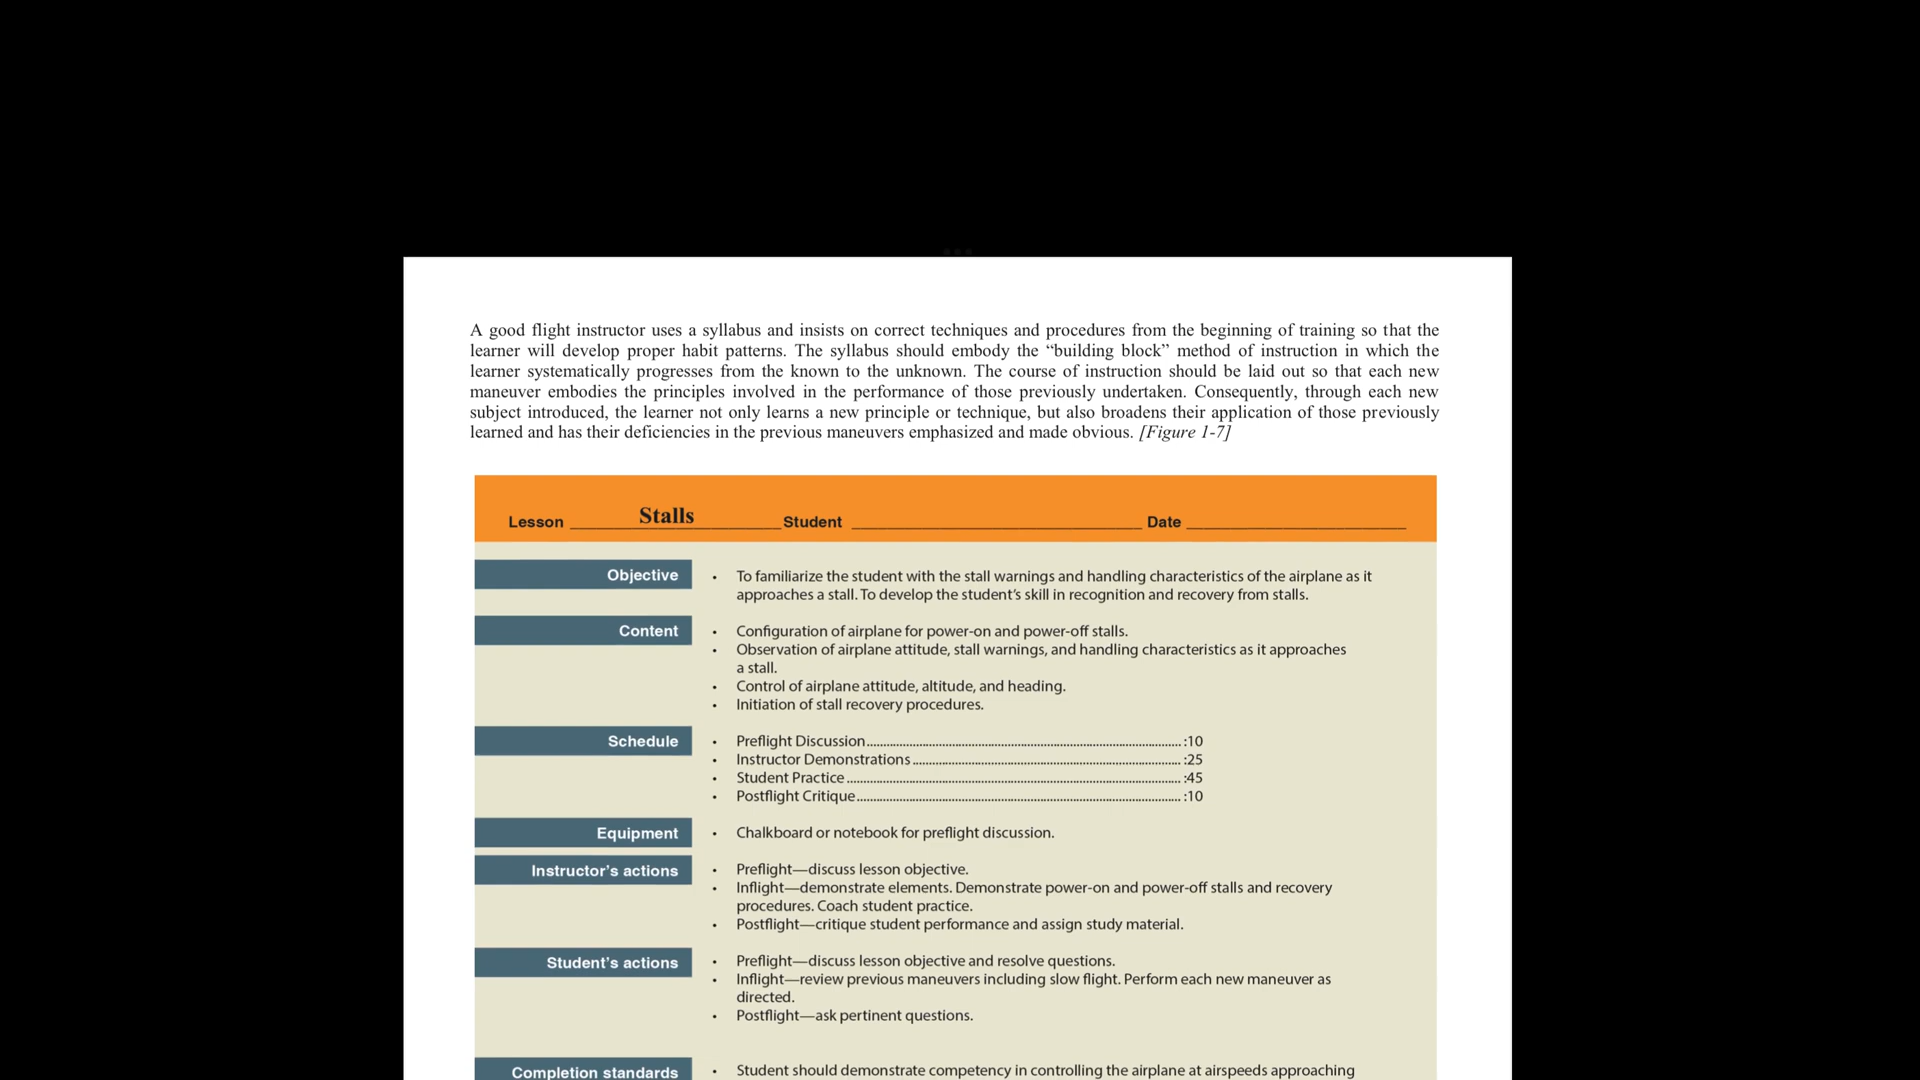 A good flight instructor uses a syllabus and insists on correct techniques and procedures from the beginning of training so that the
learner will develop proper habit patterns. The syllabus should embody the “building block” method of instruction in which the
learner systematically progresses from the known to the unknown. The course of instruction should be laid out so that each new
maneuver embodies the principles involved in the performance of those previously undertaken. Consequently, through each new
subject introduced, the learner not only learns a new principle or technique, but also broadens their application of those previously
learned and has their deficiencies in the previous maneuvers emphasized and made obvious. [Figure 1-7]
Lesson Stalls Student Date
Objective • To familiarize the student with the stall warnings and handling characteristics of the airplane as it
approaches a stall. To develop the student’s skill in recognition and recovery from stalls.
Content • Configuration of airplane for power-on and power-off stalls.
• Observation of airplane attitude, stall warnings, and handling characteristics as it approaches
a stall.
• Control of airplane attitude, altitude, and heading.
• Initiation of stall recovery procedures.
Schedule • Preflight Discussion :10
• Instructor Demonstrations :25
• Student Practice :45
• Postflight Critique :10
Equipment • Chalkboard or notebook for preflight discussion.
Instructor’s actions • Preflight—discuss lesson objective.
• Inflight—demonstrate elements. Demonstrate power-on and power-off stalls and recovery
procedures. Coach student practice.
• Postflight—critique student performance and assign study material.
Student’s actions • Preflight—discuss lesson objective and resolve questions.
• Inflight—review previous maneuvers including slow flight. Perform each new maneuver as
directed.
• Postflight—ask pertinent questions.
Completion standards • Student should demonstrate competency in controlling the airplane at airspeeds approaching